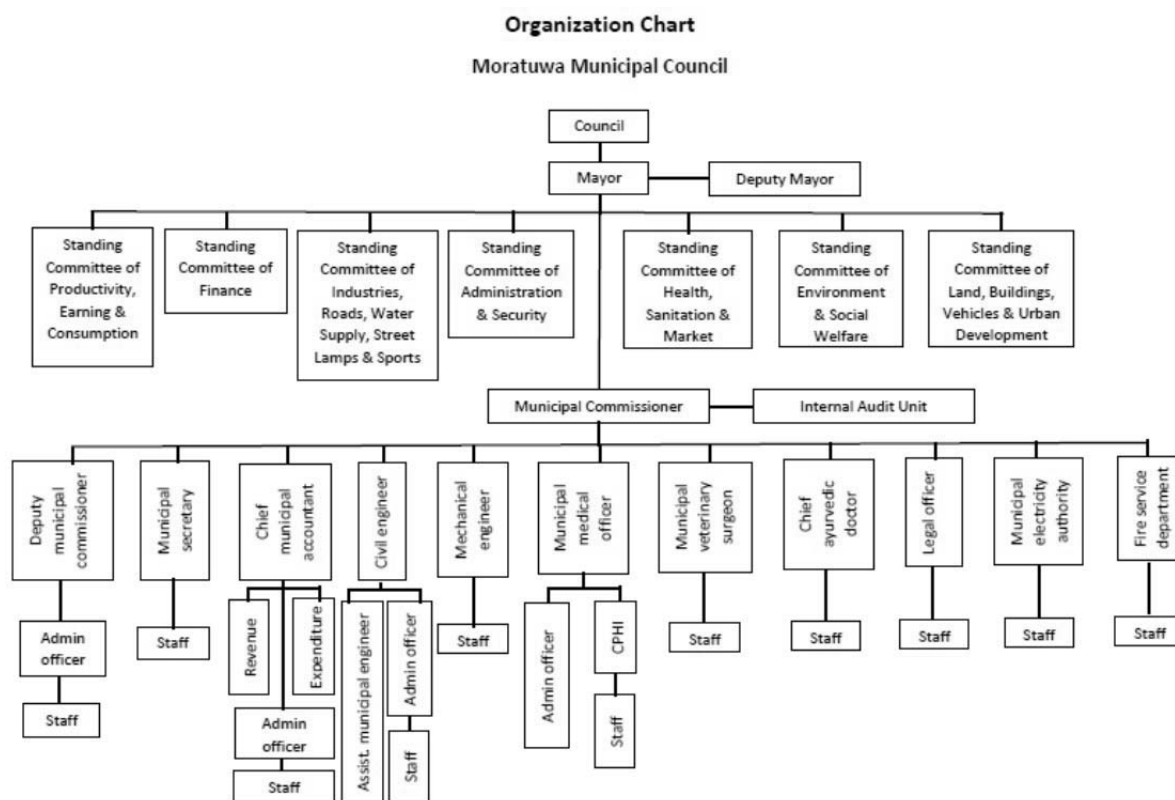 Organization Chart
Moratuwa Municipal Council
Council
Mayor
Deputy Mayor
Standing
Committee of
Productivity,
Earning &
Consumption
Standing
Committee of
Finance
Standing
Committee of
Industries,
Roads, Water
Supply, Street
Lamps & Sports
Standing
Committee of
Administration
& Security
Standing
Committee of
Health,
Sanitation &
Market
Standing
Committee of
Environment
& Social
Welfare
Standing
Committee of
Land, Buildings,
Vehicles & Urban
Development
Municipal Commissioner
Internal Audit Unit
Deputy
municipal
commissioner
Municipal
secretary
Chief
municipal
accountant
Civil engineer
Mechanical
engineer
Municipal
medical
officer
Municipal
veterinary
surgeon
Chief
ayurvedic
doctor
Legal officer
Municipal
electricity
authority
Fire service
department
Admin
officer
Staff
Staff
Revenue
Expenditure
Admin
officer
Staff
Assist. municipal engineer
Admin officer
Staff
Staff
Admin officer
CPHI
Staff
Staff
Staff
Staff
Staff
Staff